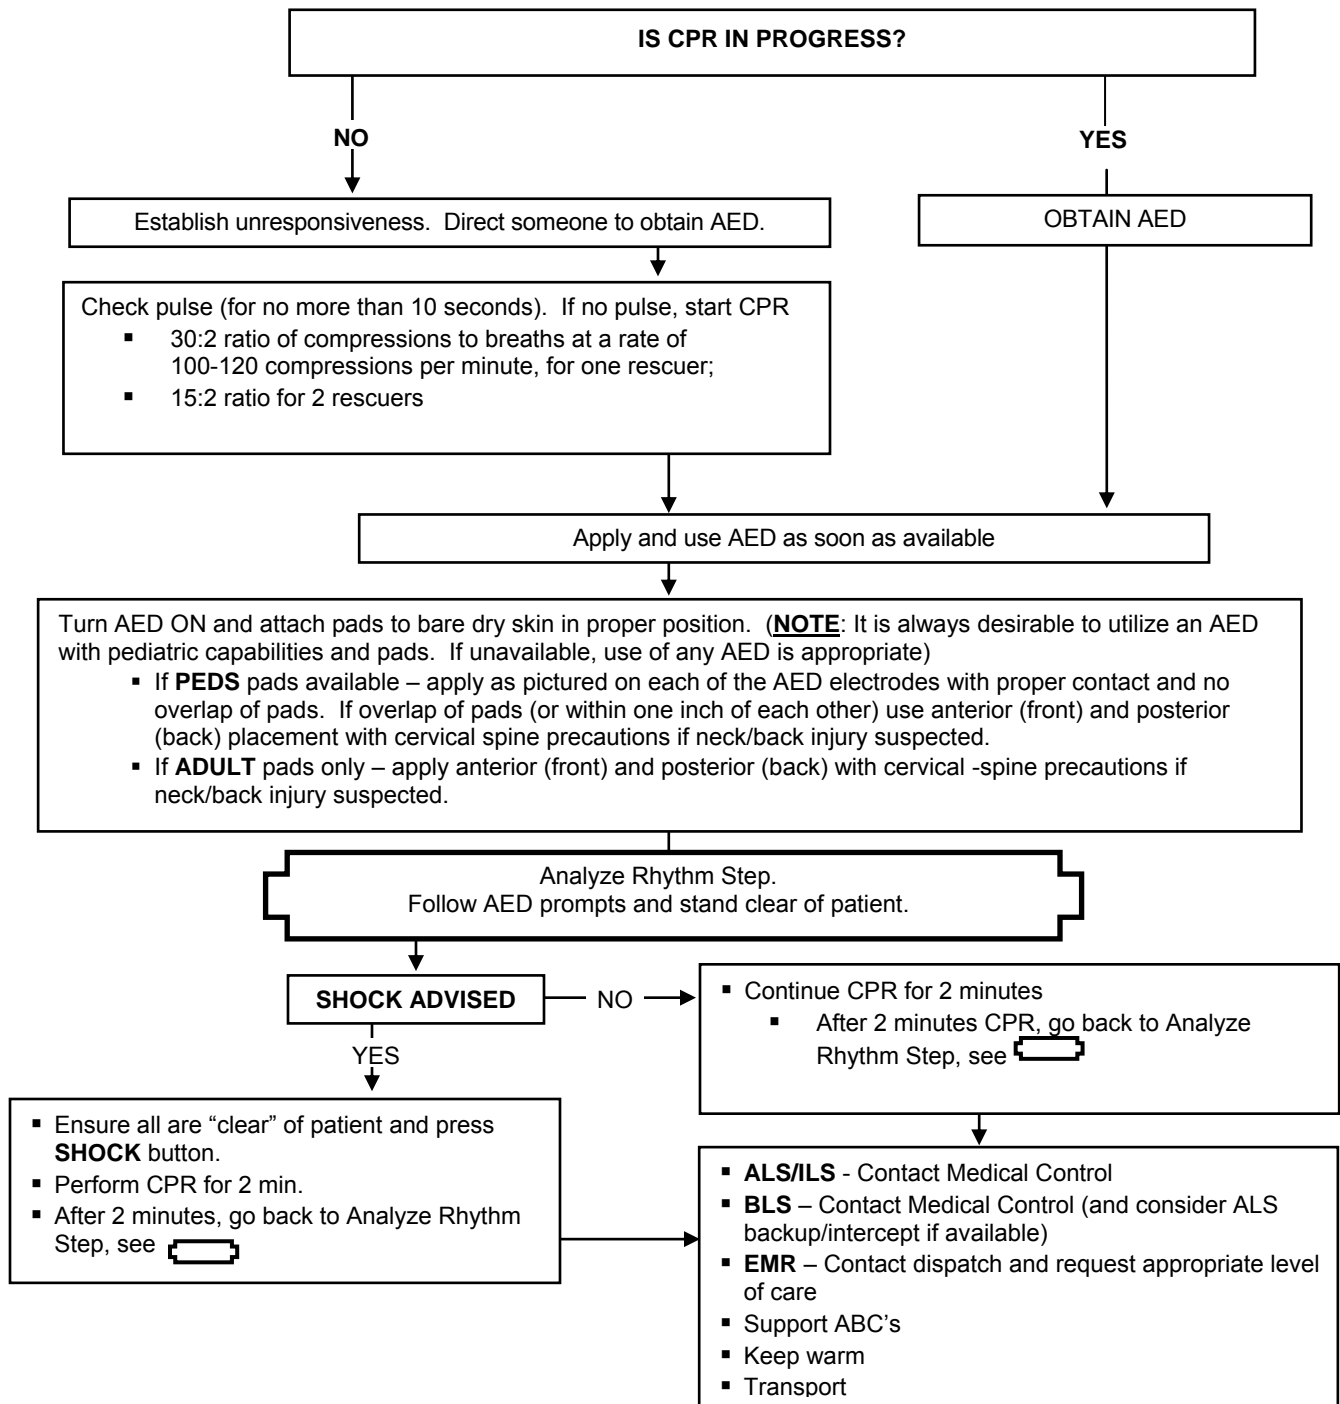 IS CPR IN PROGRESS?
NO
YES
Establish unresponsiveness. Direct someone to obtain AED.
OBTAIN AED
Check pulse (for no more than 10 seconds). If no pulse, start CPR
▪ 30:2 ratio of compressions to breaths at a rate of
100-120 compressions per minute, for one rescuer;
▪ 15:2 ratio for 2 rescuers
Apply and use AED as soon as available
Turn AED ON and attach pads to bare dry skin in proper position. (NOTE: It is always desirable to utilize an AED
with pediatric capabilities and pads. If unavailable, use of any AED is appropriate)
▪ If PEDS pads available – apply as pictured on each of the AED electrodes with proper contact and no
overlap of pads. If overlap of pads (or within one inch of each other) use anterior (front) and posterior
(back) placement with cervical spine precautions if neck/back injury suspected.
▪ If ADULT pads only – apply anterior (front) and posterior (back) with cervical -spine precautions if
neck/back injury suspected.
Analyze Rhythm Step.
Follow AED prompts and stand clear of patient.
SHOCK ADVISED
NO
▪ Continue CPR for 2 minutes
▪ After 2 minutes CPR, go back to Analyze
Rhythm Step, see
YES
▪ Ensure all are “clear” of patient and press
SHOCK button.
▪ Perform CPR for 2 min.
▪ After 2 minutes, go back to Analyze Rhythm
Step, see
▪ ALS/ILS - Contact Medical Control
▪ BLS – Contact Medical Control (and consider ALS
backup/intercept if available)
▪ EMR – Contact dispatch and request appropriate level
of care
▪ Support ABC’s
▪ Keep warm
▪ Transport